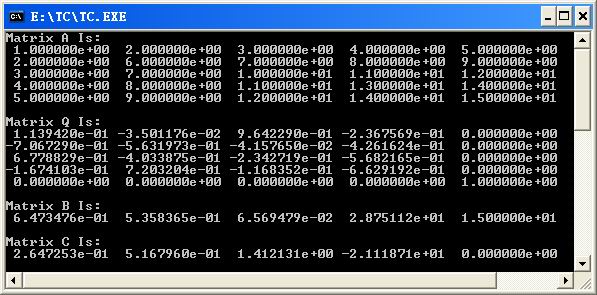 E:\TC\TC.EXE
Matrix A Is:
1.000000e+00 2.000000e+00 3.000000e+00 4.000000e+00 5.000000e+00
2.000000e+00 6.000000e+00 7.000000e+00 8.000000e+00 9.000000e+00
3.000000e+00 7.000000e+00 1.000000e+01 1.100000e+01 1.200000e+01
4.000000e+00 8.000000e+00 1.100000e+01 1.300000e+01 1.400000e+01
5.000000e+00 9.000000e+00 1.200000e+01 1.400000e+01 1.500000e+01
Matrix Q Is:
1.139420e-01 -3.501176e-02 9.642290e-01 -2.367569e-01 0.000000e+00
-7.067290e-01 -5.631973e-01 -4.157650e-02 -4.261624e-01 0.000000e+00
6.778829e-01 -4.033875e-01 -2.342719e-01 -5.682165e-01 0.000000e+00
-1.674103e-01 7.203204e-01 -1.168352e-01 -6.629192e-01 0.000000e+00
0.000000e+00 0.000000e+00 0.000000e+00 0.000000e+00 1.000000e+00
Matrix B Is:
6.473476e-01 5.358365e-01 6.569479e-02 2.875112e+01 1.500000e+01
Matrix C Is:
2.647253e-01 5.167960e-01 1.412131e+00 -2.111871e+01 0.000000e+00